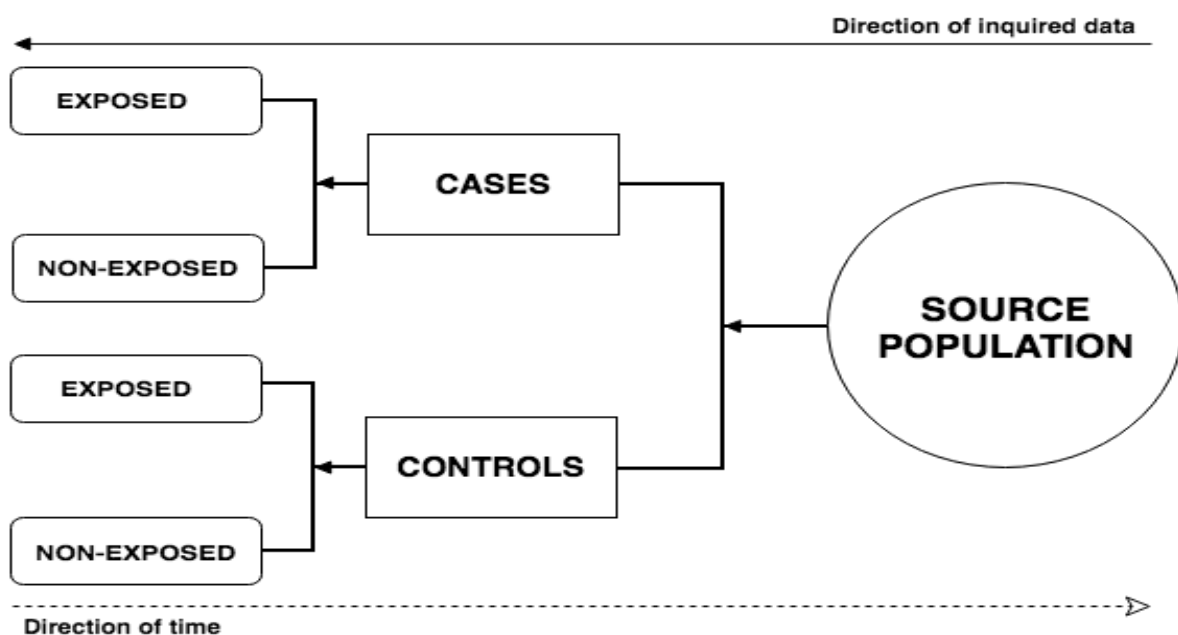 Direction of inquired data
EXPOSED
CASES
NON-EXPOSED
SOURCE
POPULATION
EXPOSED
CONTROLS
NON-EXPOSED
Direction of time